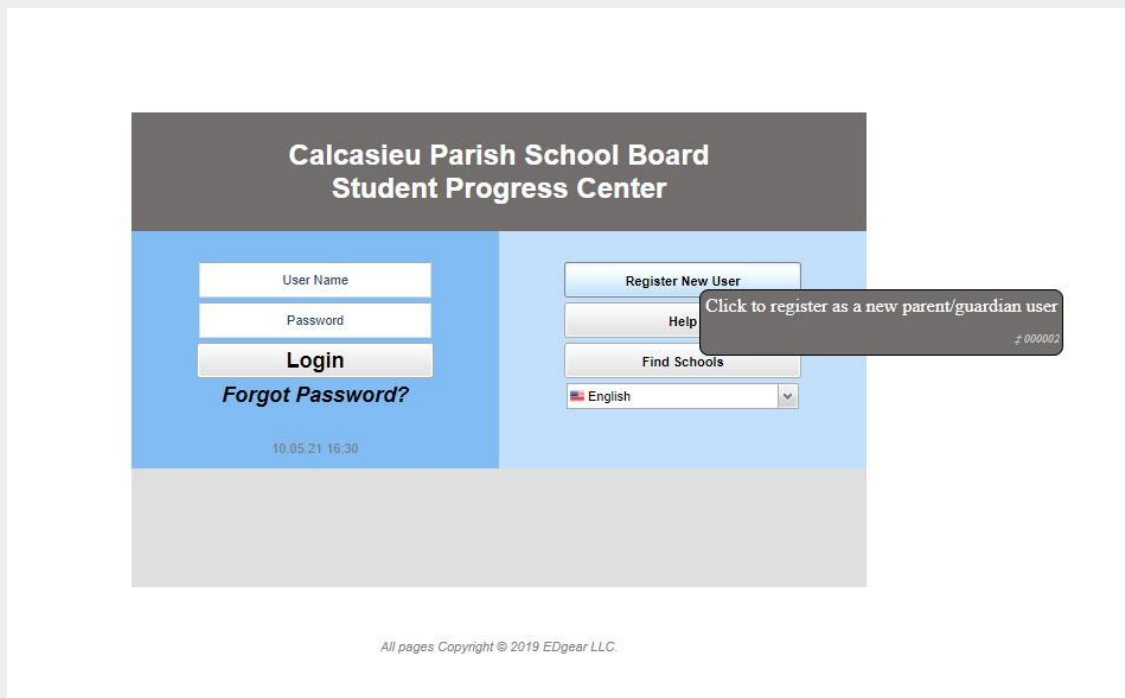 Calcasieu Parish School Board
Student Progress Center
User Name
Password
Login
Forgot Password?
10.05.21 16:30
Register New User
Click to register as a new parent/guardian user
‡ 000002
Help
Find Schools
English
All pages Copyright © 2019 EDgear LLC.